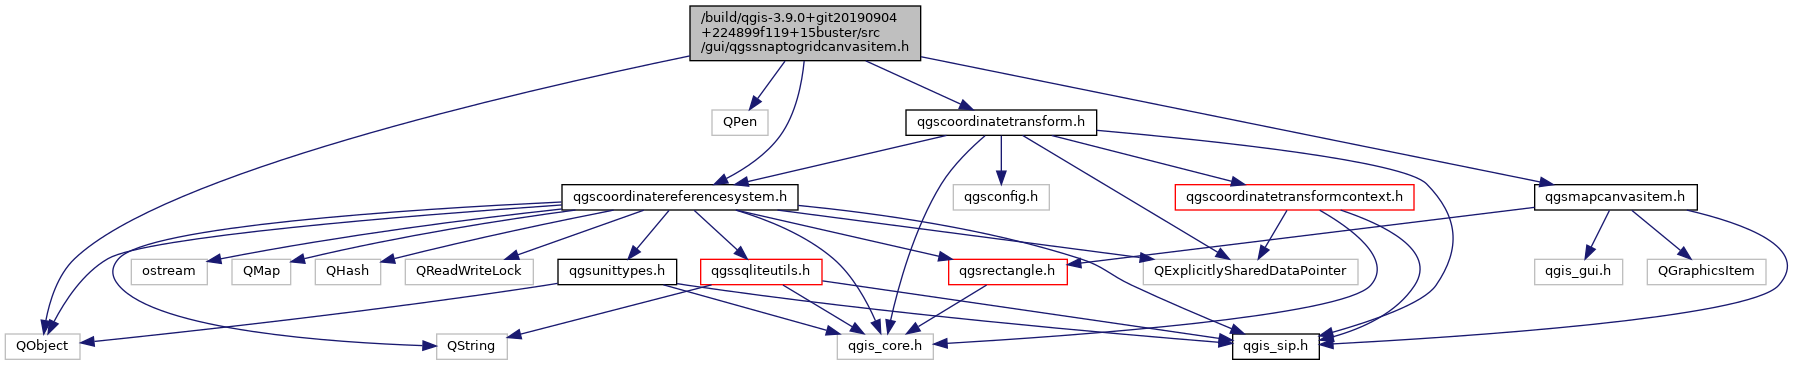 /build/qgis-3.9.0+git20190904
+224899f119+15buster/src
/gui/qgssnaptogridcanvasitem.h
QPen
qgscoordinatetransform.h
qgscoordinatereferencesystem.h
qgsconfig.h
qgscoordinatetransformcontext.h
qgsmapcanvasitem.h
ostream
QMap
QHash
QReadWriteLock
qgsunittypes.h
qgssqliteutils.h
qgsrectangle.h
QExplicitlySharedDataPointer
qgis_gui.h
QGraphicsItem
QObject
QString
qgis_core.h
qgis_sip.h